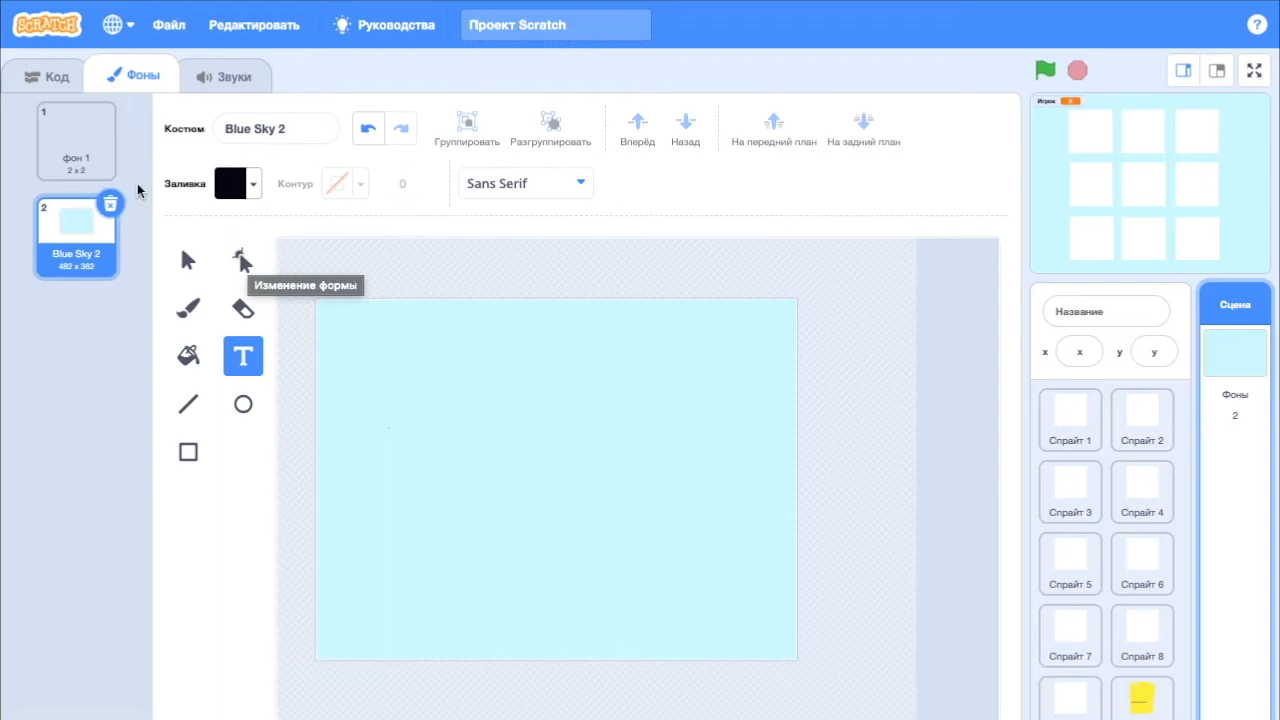 SCRATCH
Файл
Редактировать
Руководства
Проект Scratch
?
Код
Фоны
Звуки
1
фон 1
2 x 2
2
Blue Sky 2
482 x 362
Костюм
Blue Sky 2
Группировать
Разгруппировать
Вперёд
Назад
На передний план
На задний план
Заливка
Контур
0
Sans Serif
T
Изменение формы
Игрок
X
Название
x
x
y
y
Сцена
Фоны
2
Спрайт 1
Спрайт 2
Спрайт 3
Спрайт 4
Спрайт 5
Спрайт 6
Спрайт 7
Спрайт 8